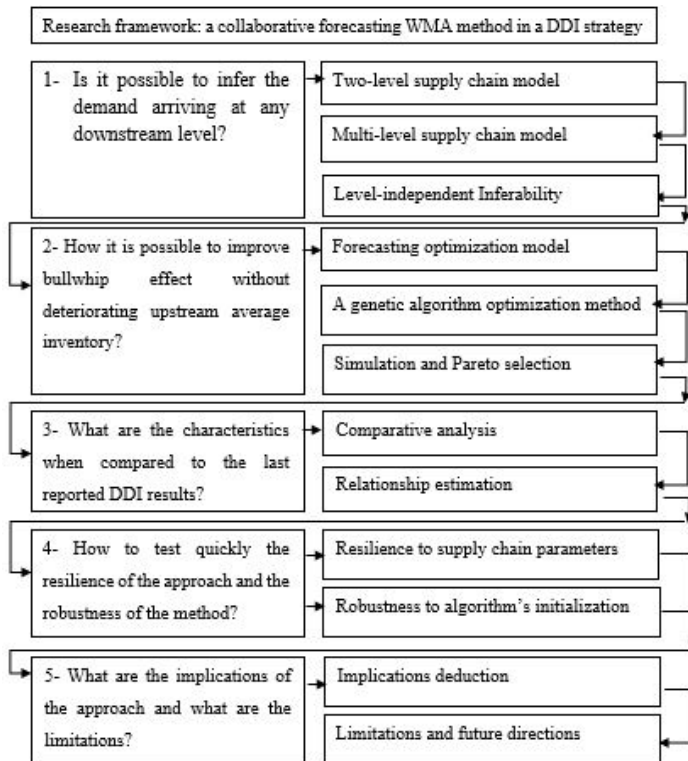 Research framework: a collaborative forecasting WMA method in a DDI strategy
1- Is it possible to infer the
demand arriving at any
downstream level?
Two-level supply chain model
Multi-level supply chain model
Level-independent Inferability
2- How it is possible to improve
bullwhip effect without
deteriorating upstream average
inventory?
Forecasting optimization model
A genetic algorithm optimization method
Simulation and Pareto selection
3- What are the characteristics
when compared to the last
reported DDI results?
Comparative analysis
Relationship estimation
4- How to test quickly the
resilience of the approach and the
robustness of the method?
Resilience to supply chain parameters
Robustness to algorithm's initialization
5- What are the implications of
the approach and what are the
limitations?
Implications deduction
Limitations and future directions